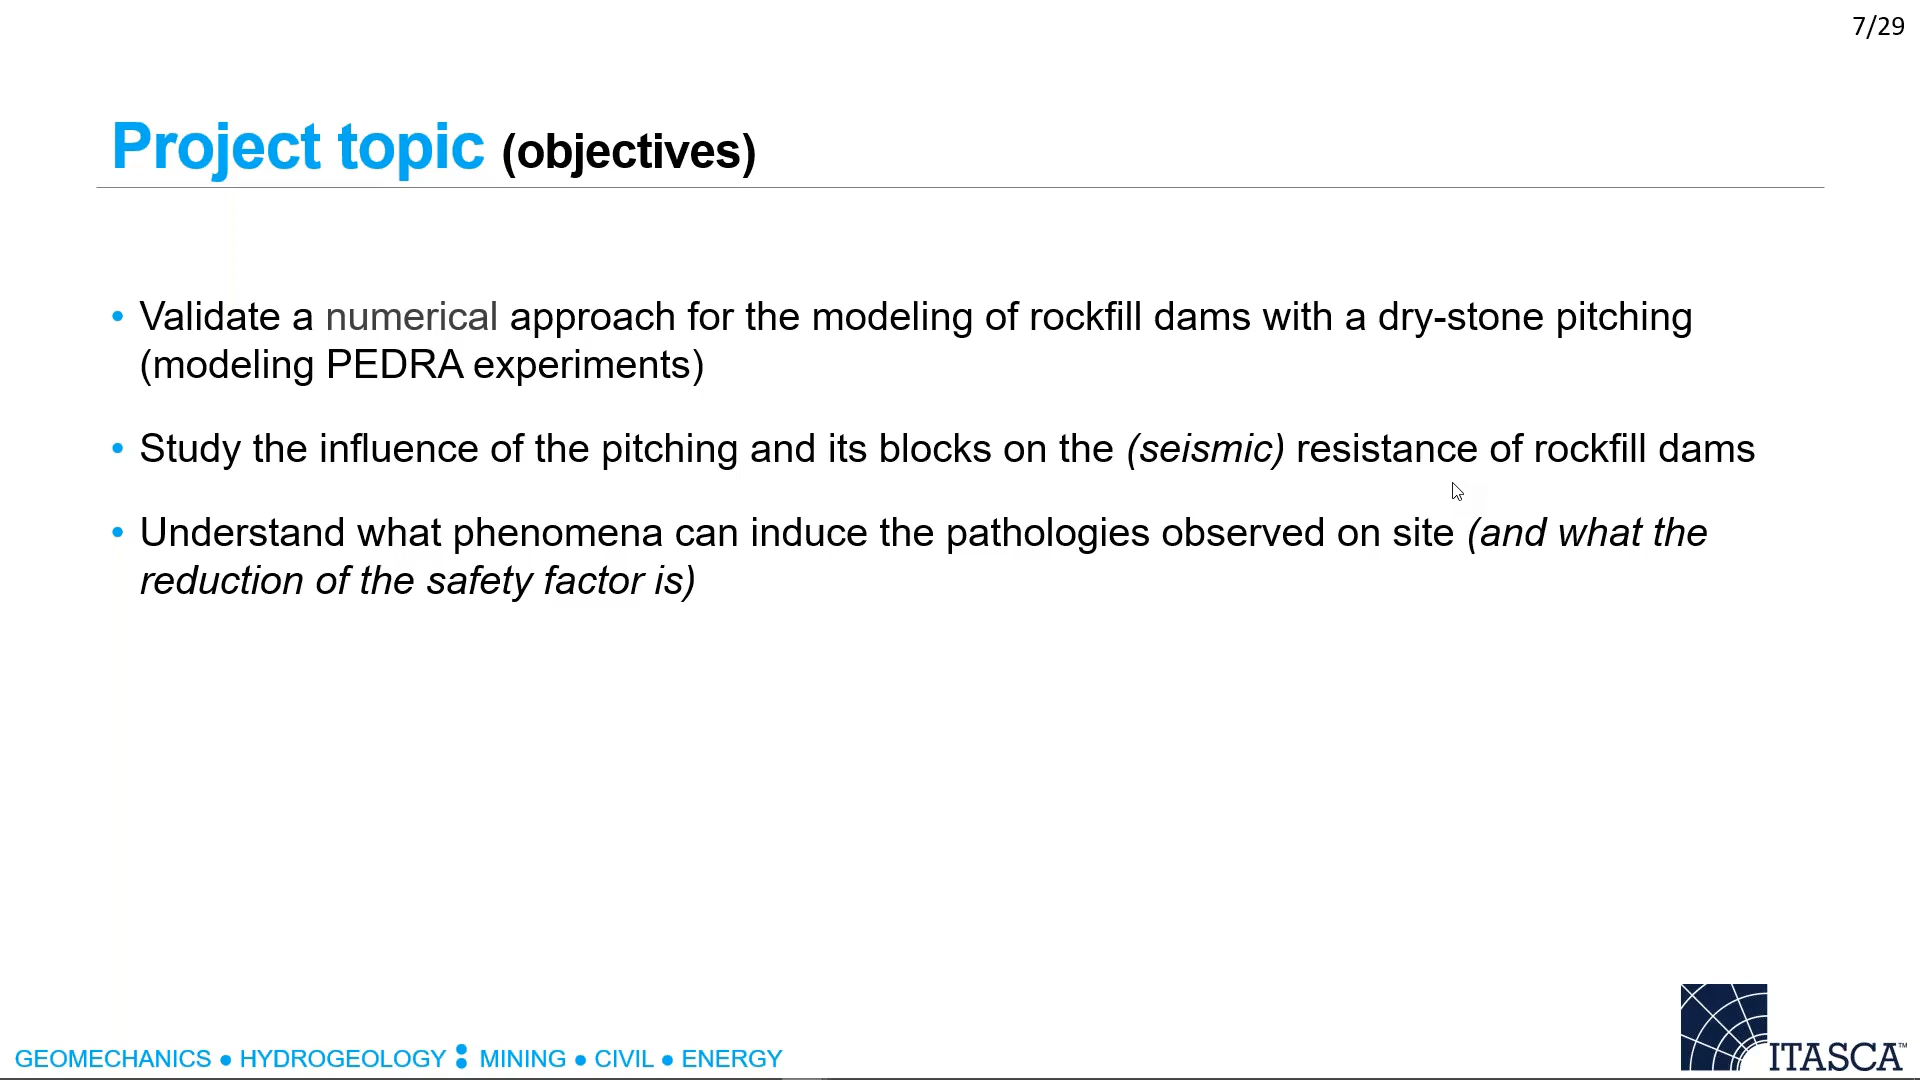 7/29
Project topic (objectives)
• Validate a numerical approach for the modeling of rockfill dams with a dry-stone pitching
(modeling PEDRA experiments)
• Study the influence of the pitching and its blocks on the (seismic) resistance of rockfill dams
• Understand what phenomena can induce the pathologies observed on site (and what the
reduction of the safety factor is)
GEOMECHANICS ● HYDROGEOLOGY : MINING ● CIVIL ● ENERGY
ITASCA™